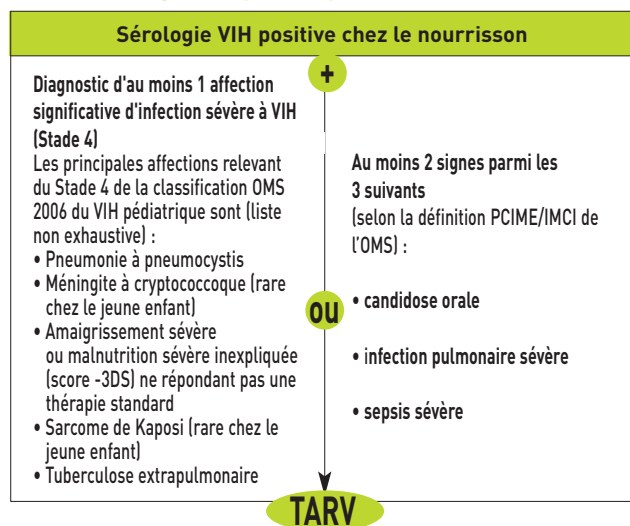 Sérologie VIH positive chez le nourrisson
+
Diagnostic d'au moins 1 affection
significative d'infection sévère à VIH
(Stade 4)
Les principales affections relevant
du Stade 4 de la classification OMS
2006 du VIH pédiatrique sont (liste
non exhaustive) :
• Pneumonie à pneumocystis
• Méningite à cryptococcoque (rare
chez le jeune enfant)
• Amaigrissement sévère
ou malnutrition sévère inexpliquée
(score -3DS) ne répondant pas une
thérapie standard
• Sarcome de Kaposi (rare chez le
jeune enfant)
• Tuberculose extrapulmonaire
ou
Au moins 2 signes parmi les
3 suivants
(selon la définition PCIME/IMCI de
l'OMS) :
• candidose orale
• infection pulmonaire sévère
• sepsis sévère
TARV